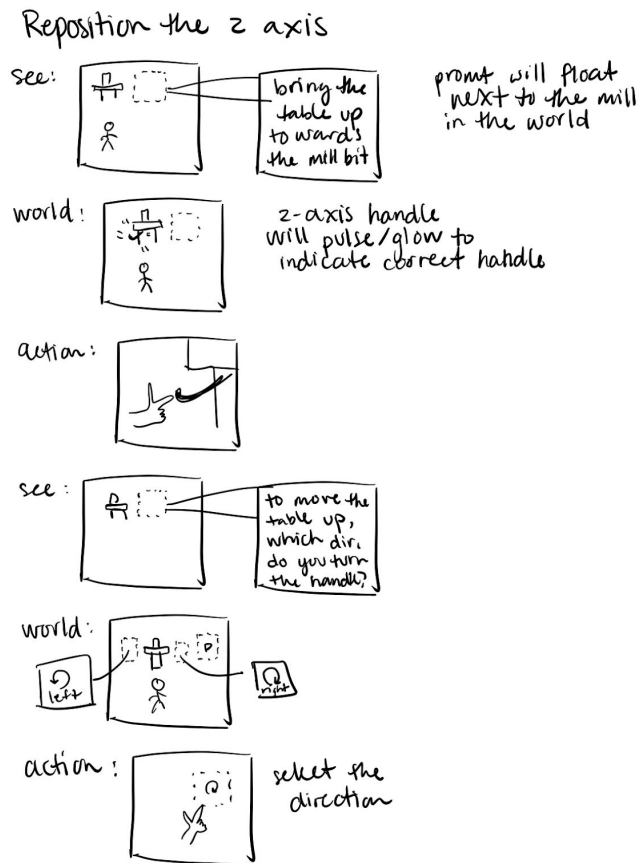 Reposition the z axis
see:
bring the
table up
towards
the mill bit
promt will float
next to the mill
in the world
world:
z-axis handle
will pulse/glow to
indicate correct handle
action:
see:
to move the
table up,
which dir.
do you turn
the handle?
world:
left
P
right
action:
select the
direction